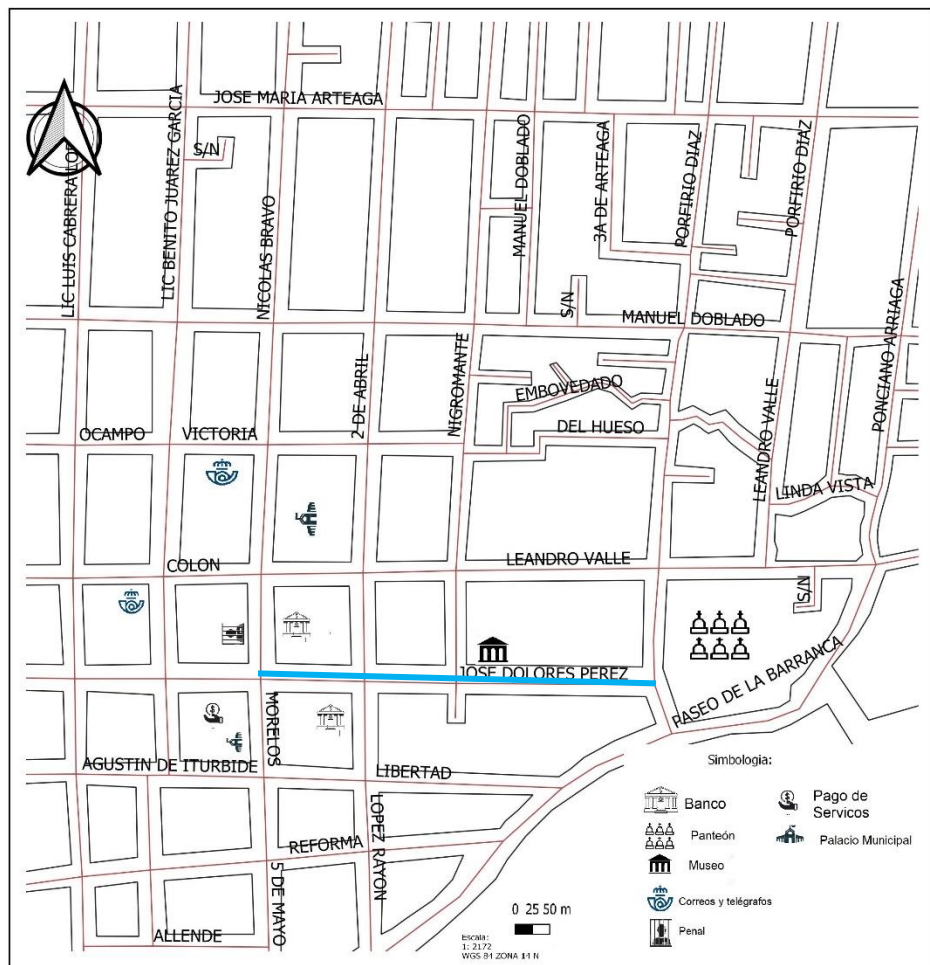 JOSE MARIA ARTEAGA
LIC LUIS CABRERA LO
LIC BENITO JUAREZ GARCIA
S/N
NICOLAS BRAVO
MANUEL DOBLADO
3A DE ARTEAGA
PORFIRIO DIAZ
PORFIRIO DIAZ
S/N
MANUEL DOBLADO
PONCIANO ARRIAGA
2 DE ABRIL
NIGROMANTE
EMBOVEDADO
DEL HUESO
OCAMPO
VICTORIA
LEANDRO VALLE
LINDA VISTA
COLON
LEANDRO VALLE
S/N
JOSE DOLORES PEREZ
PASEO DE LA BARRANCA
MORELOS
AGUSTIN DE ITURBIDE
LIBERTAD
LOPEZ RAYON
REFORMA
5 DE MAYO
ALLENDE
Simbologia:
Banco
Pago de
Servicos
Panteón
Palacio Municipal
Museo
Correos y telégrafos
Penal
0 25 50 m
Escala:
1: 2172
WGS 84 ZONA 14 N